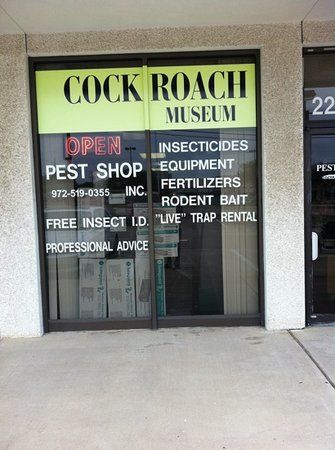 COCK ROACH
MUSEUM
OPEN
PEST SHOP
972-519-0355 INC.
FREE INSECT I.D.
PROFESSIONAL ADVICE
INSECTICIDES
EQUIPMENT
FERTILIZERS
RODENT BAIT
"LIVE" TRAP RENTAL
22
PEST